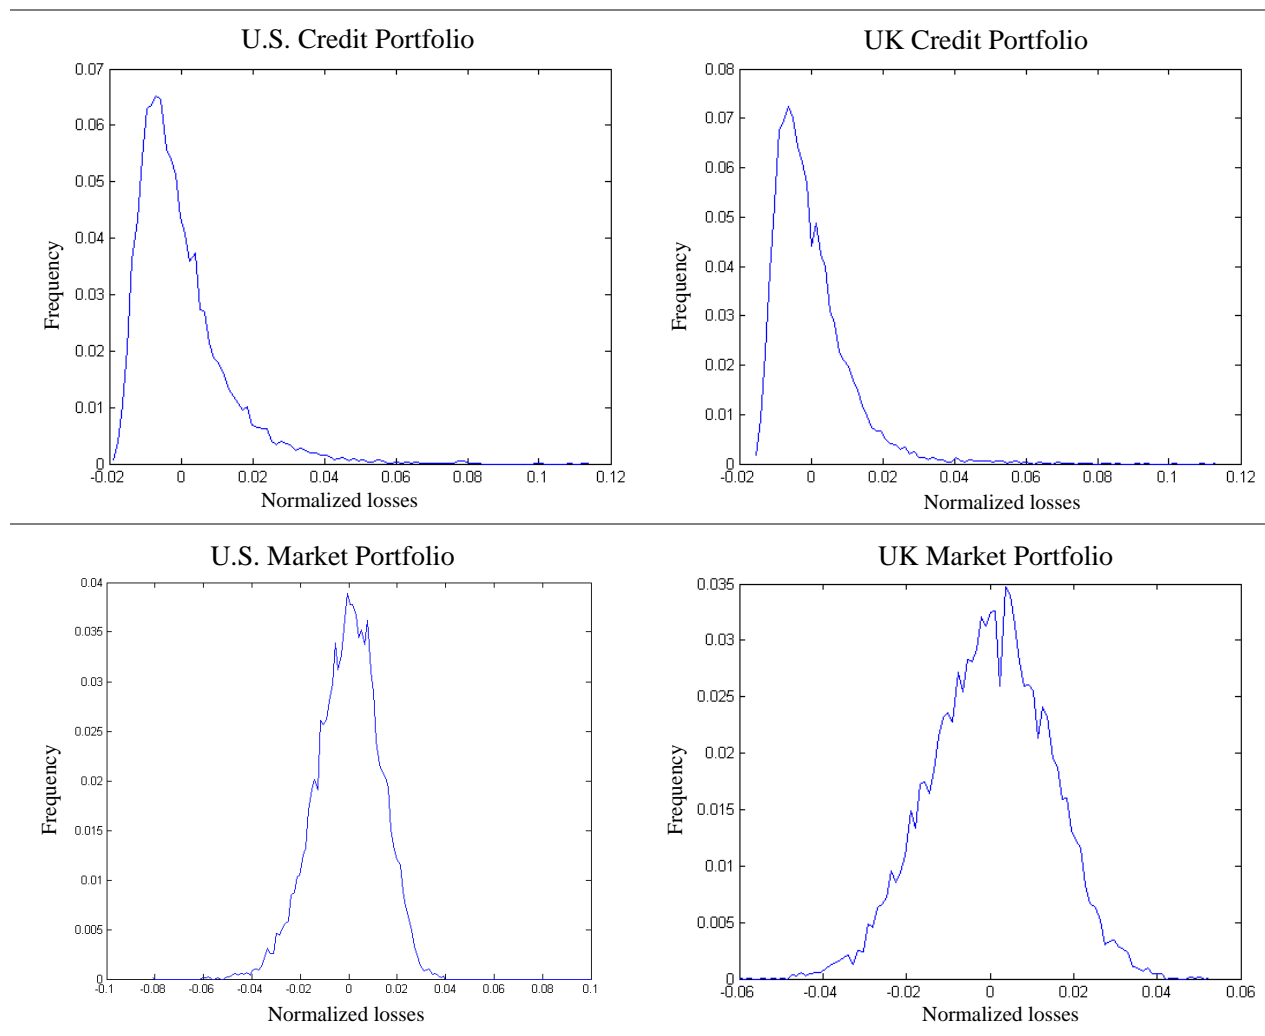 U.S. Credit Portfolio
0.07
0.06
0.05
0.04
0.03
0.02
0.01
0
-0.02 0 0.02 0.04 0.06 0.08 0.1 0.12
Frequency
Normalized losses
UK Credit Portfolio
0.08
0.07
0.06
0.05
0.04
0.03
0.02
0.01
0
-0.02 0 0.02 0.04 0.06 0.08 0.1 0.12
Frequency
Normalized losses
U.S. Market Portfolio
0.04
0.035
0.03
0.025
0.02
0.015
0.01
0.005
0
-0.1 -0.08 -0.06 -0.04 -0.02 0 0.02 0.04 0.06 0.08 0.1
Frequency
Normalized losses
UK Market Portfolio
0.035
0.03
0.025
0.02
0.015
0.01
0.005
0
-0.06 -0.04 -0.02 0 0.02 0.04 0.06
Frequency
Normalized losses